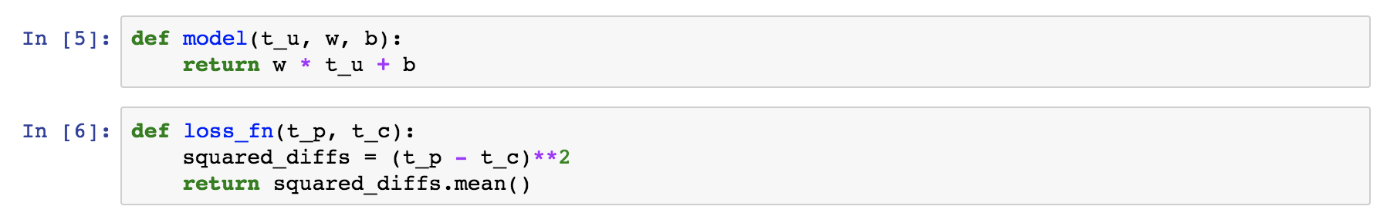 In [5]: def model(t_u, w, b):
    return w * t_u + b
In [6]: def loss_fn(t_p, t_c):
    squared_diffs = (t_p - t_c)**2
    return squared_diffs.mean()